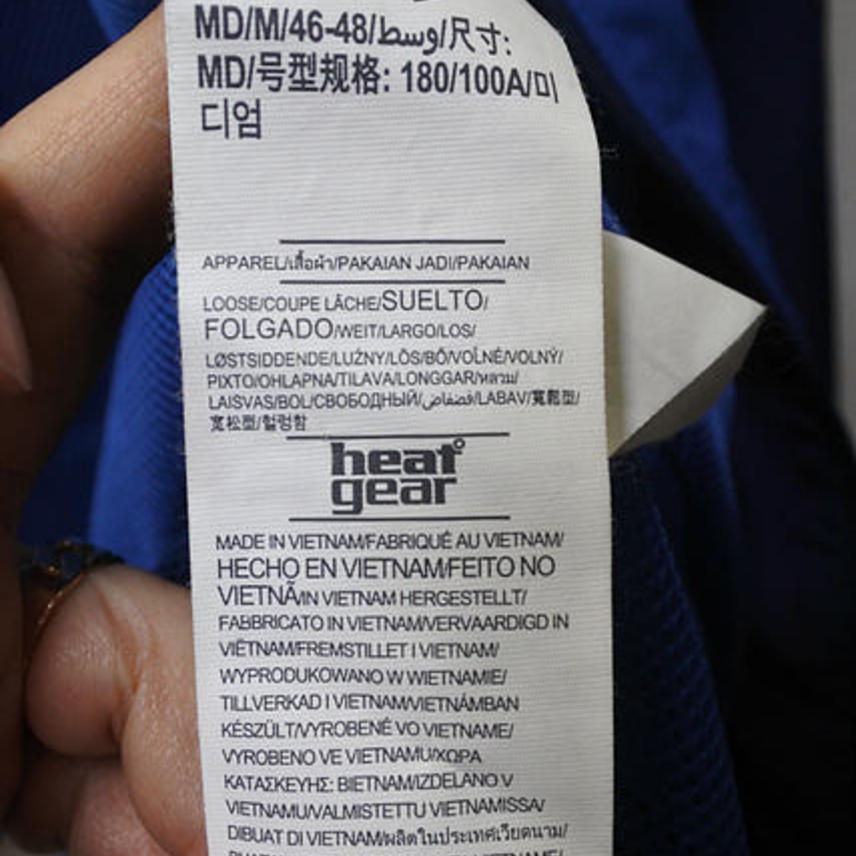 MD/M/46-48/وسط/尺寸:
MD/号型规格: 180/100A/미
디엄
APPAREL/เสื้อผ้า/PAKAIAN JADI/PAKAIAN
LOOSE/COUPE LÂCHE/SUELTO/
FOLGADO/WEIT/LARGO/LOS/
LØSTSIDDENDE/LUŹNY/LÖS/BŐ/VOĽNÉ/VOLNÝ/
PIXTO/OHLAPNA/TILAVA/LONGGAR/หลวม/
LAISVAS/BOL/СВОБОДНЫЙ/فضفاض/LABAV/寬鬆型/
宽松型/헐렁함
heat
gear
MADE IN VIETNAM/FABRIQUÉ AU VIETNAM/
HECHO EN VIETNAM/FEITO NO
VIETNÃ/IN VIETNAM HERGESTELLT/
FABBRICATO IN VIETNAM/VERVAARDIGD IN
VIËTNAM/FREMSTILLET I VIETNAM/
WYPRODUKOWANO W WIETNAMIE/
TILLVERKAD I VIETNAM/VIETNÁMBAN
KÉSZÜLT/VYROBENÉ VO VIETNAME/
VYROBENO VE VIETNAMU/ΧΩΡΑ
ΚΑΤΑΣΚΕΥΗΣ: ΒΙΕΤΝΑΜ/IZDELANO V
VIETNAMU/VALMISTETTU VIETNAMISSA/
DIBUAT DI VIETNAM/ผลิตในประเทศเวียดนาม/